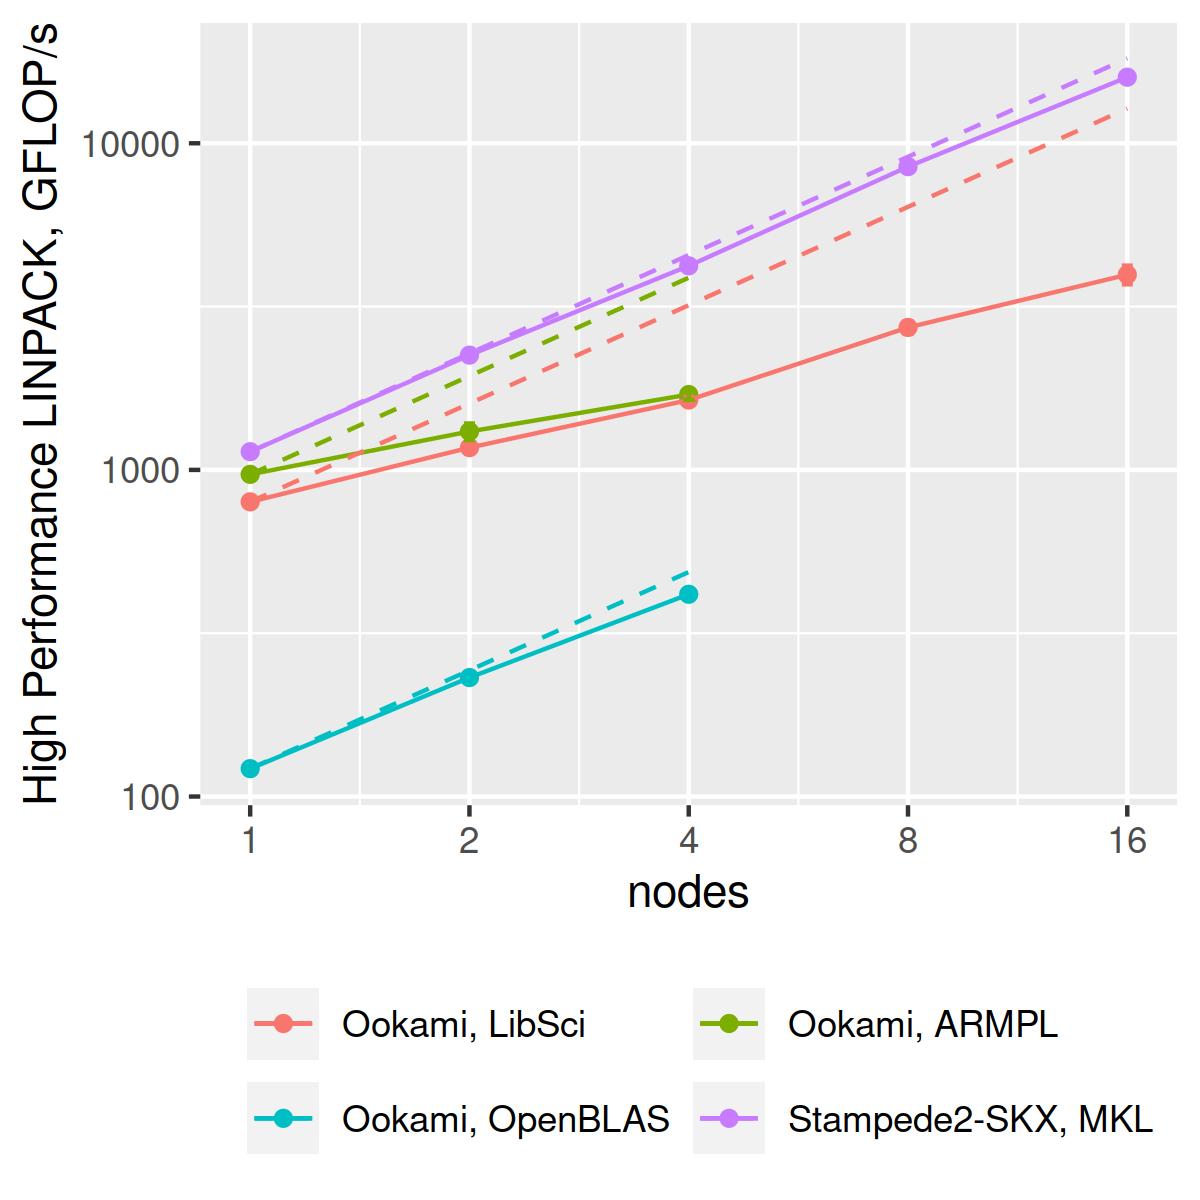 High Performance LINPACK, GFLOP/s
10000
1000
100
1 2 4 8 16
nodes
Ookami, LibSci
Ookami, ARMPL
Ookami, OpenBLAS
Stampede2-SKX, MKL